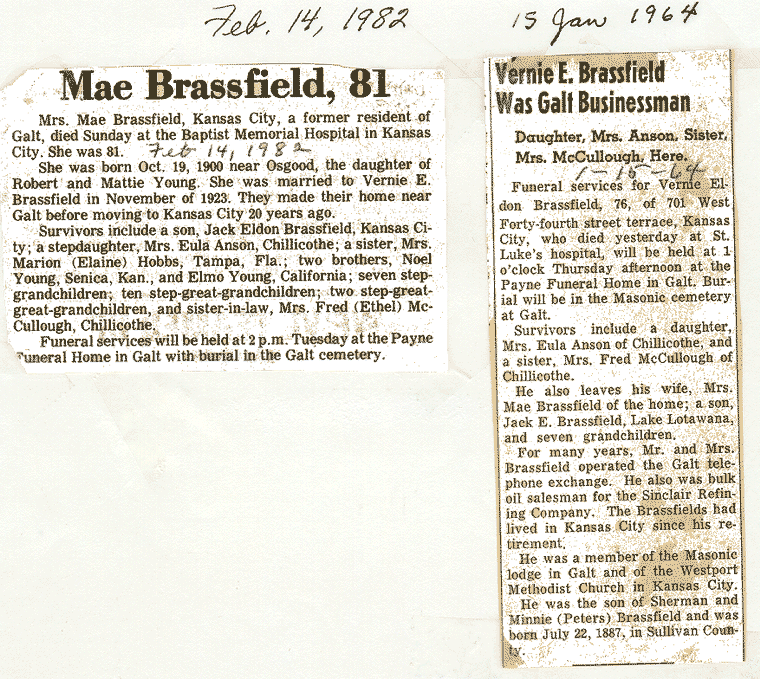 Feb. 14, 1982
15 Jan 1964
Mae Brassfield, 81
Mrs. Mae Brassfield, Kansas City, a former resident of
Galt, died Sunday at the Baptist Memorial Hospital in Kansas
City. She was 81. Feb 14, 1982
She was born Oct. 19, 1900 near Osgood, the daughter of
Robert and Mattie Young. She was married to Vernie E.
Brassfield in November of 1923. They made their home near
Galt before moving to Kansas City 20 years ago.
Survivors include a son, Jack Eldon Brassfield, Kansas Ci-
ty; a stepdaughter, Mrs. Eula Anson, Chillicothe; a sister, Mrs.
Marion (Elaine) Hobbs, Tampa, Fla.; two brothers, Noel
Young, Senica, Kan., and Elmo Young, California; seven step-
grandchildren; ten step-great-grandchildren; two step-great-
great-grandchildren, and sister-in-law, Mrs. Fred (Ethel) Mc-
Cullough, Chillicothe.
Funeral services will be held at 2 p.m. Tuesday at the Payne
Funeral Home in Galt with burial in the Galt cemetery.
Vernie E. Brassfield
Was Galt Businessman
Daughter, Mrs. Anson, Sister,
Mrs. McCullough, Here.
1-15-64
Funeral services for Vernie El-
don Brassfield, 76, of 701 West
Forty-fourth street terrace, Kansas
City, who died yesterday at St.
Luke's hospital, will be held at 1
o'clock Thursday afternoon at the
Payne Funeral Home in Galt. Bur-
ial will be in the Masonic cemetery
at Galt.
Survivors include a daughter,
Mrs. Eula Anson of Chillicothe, and
a sister, Mrs. Fred McCullough of
Chillicothe.
He also leaves his wife, Mrs.
Mae Brassfield of the home; a son,
Jack E. Brassfield, Lake Lotawana,
and seven grandchildren.
For many years, Mr. and Mrs.
Brassfield operated the Galt tele-
phone exchange. He also was bulk
oil salesman for the Sinclair Refin-
ing Company. The Brassfields had
lived in Kansas City since his re-
tirement.
He was a member of the Masonic
lodge in Galt and of the Westport
Methodist Church in Kansas City.
He was the son of Sherman and
Minnie (Peters) Brassfield and was
born July 22, 1887, in Sullivan Coun-
ty.